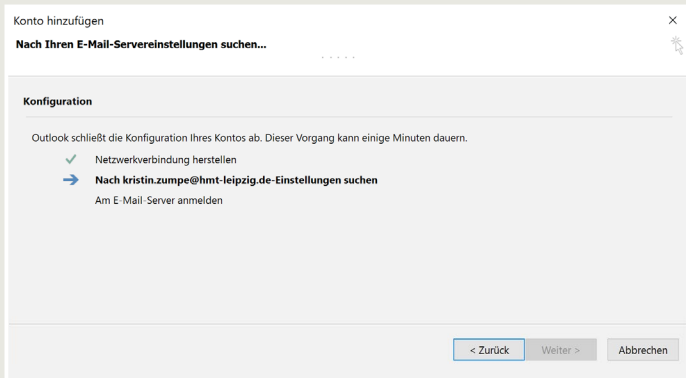 Konto hinzufügen
Nach Ihren E-Mail-Servereinstellungen suchen...
Konfiguration
Outlook schließt die Konfiguration Ihres Kontos ab. Dieser Vorgang kann einige Minuten dauern.
Netzwerkverbindung herstellen
Nach kristin.zumpe@hmt-leipzig.de-Einstellungen suchen
Am E-Mail-Server anmelden
< Zurück Weiter > Abbrechen